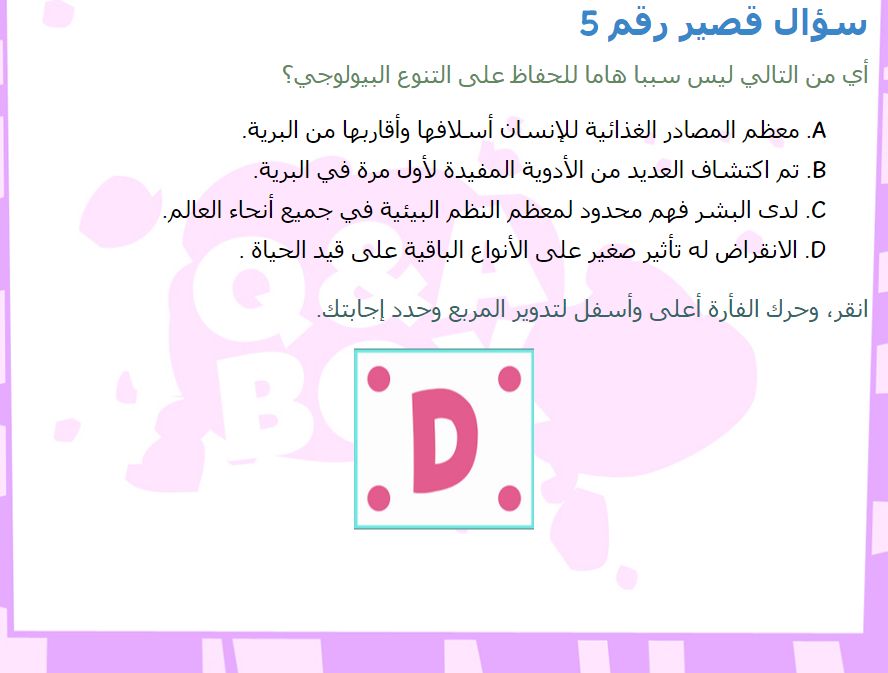 سؤال قصير رقم 5
أي من التالي ليس سببا هاما للحفاظ على التنوع البيولوجي؟
A. معظم المصادر الغذائية للإنسان أسلافها وأقاربها من البرية.
B. تم اكتشاف العديد من الأدوية المفيدة لأول مرة في البرية.
C. لدى البشر فهم محدود لمعظم النظم البيئية في جميع أنحاء العالم.
D. الانقراض له تأثير صغير على الأنواع الباقية على قيد الحياة .
انقر، وحرك الفأرة أعلى وأسفل لتدوير المربع وحدد إجابتك.
Q&A
BOX
D